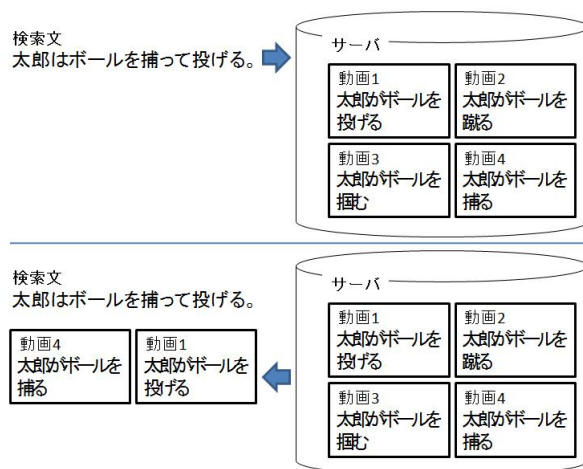 検索文
太郎はボールを捕って投げる。
サーバ
動画1
太郎がボールを
投げる
動画2
太郎がボールを
蹴る
動画3
太郎がボールを
掴む
動画4
太郎がボールを
捕る
検索文
太郎はボールを捕って投げる。
動画4
太郎がボールを
捕る
動画1
太郎がボールを
投げる
サーバ
動画1
太郎がボールを
投げる
動画2
太郎がボールを
蹴る
動画3
太郎がボールを
掴む
動画4
太郎がボールを
捕る